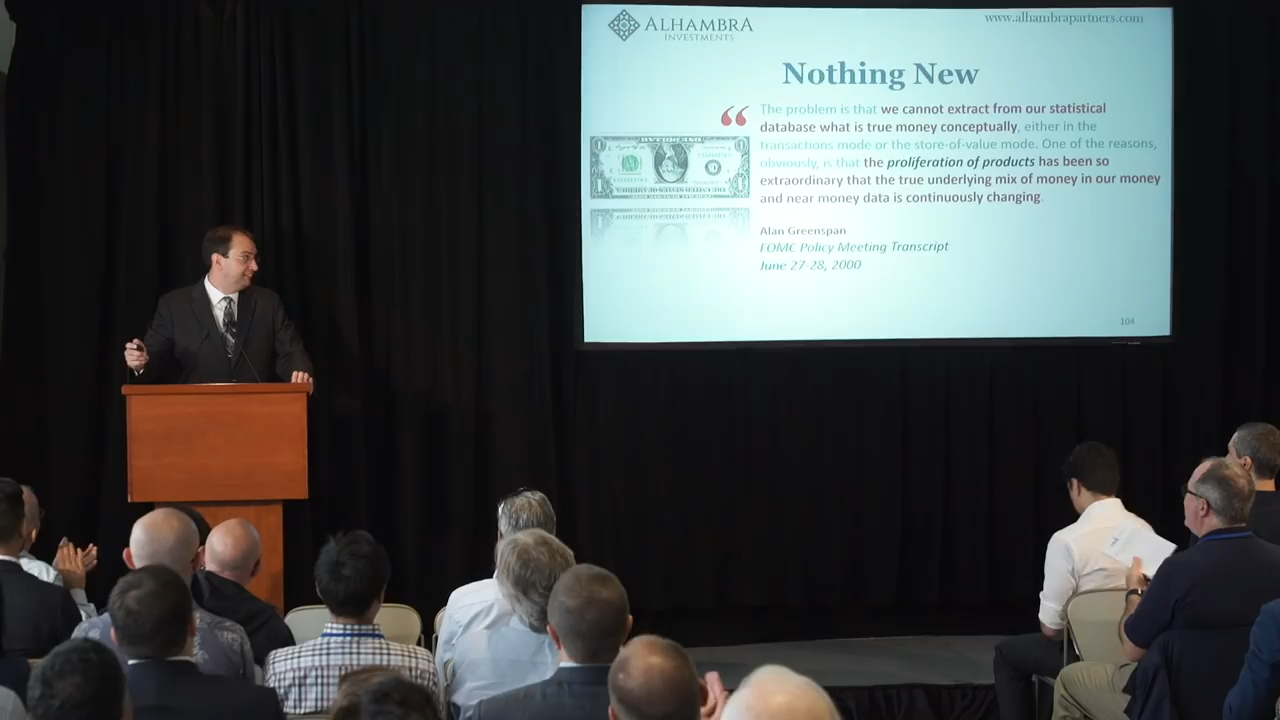 ALHAMBRA
INVESTMENTS
www.alhambrapartners.com
Nothing New
“
The problem is that we cannot extract from our statistical
database what is true money conceptually, either in the
transactions mode or the store-of-value mode. One of the reasons,
obviously, is that the proliferation of products has been so
extraordinary that the true underlying mix of money in our money
and near money data is continuously changing.
Alan Greenspan
FOMC Policy Meeting Transcript
June 27-28, 2000
104